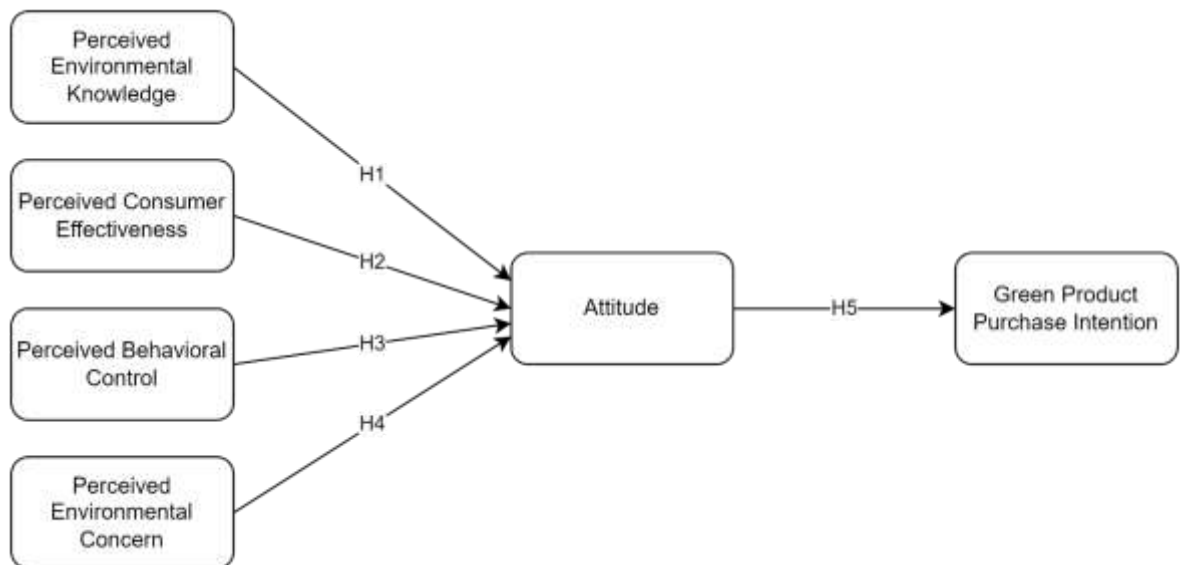 Perceived
Environmental
Knowledge
H1
Perceived Consumer
Effectiveness
H2
Perceived Behavioral
Control
H3
Perceived
Environmental
Concern
H4
Attitude
H5
Green Product
Purchase Intention